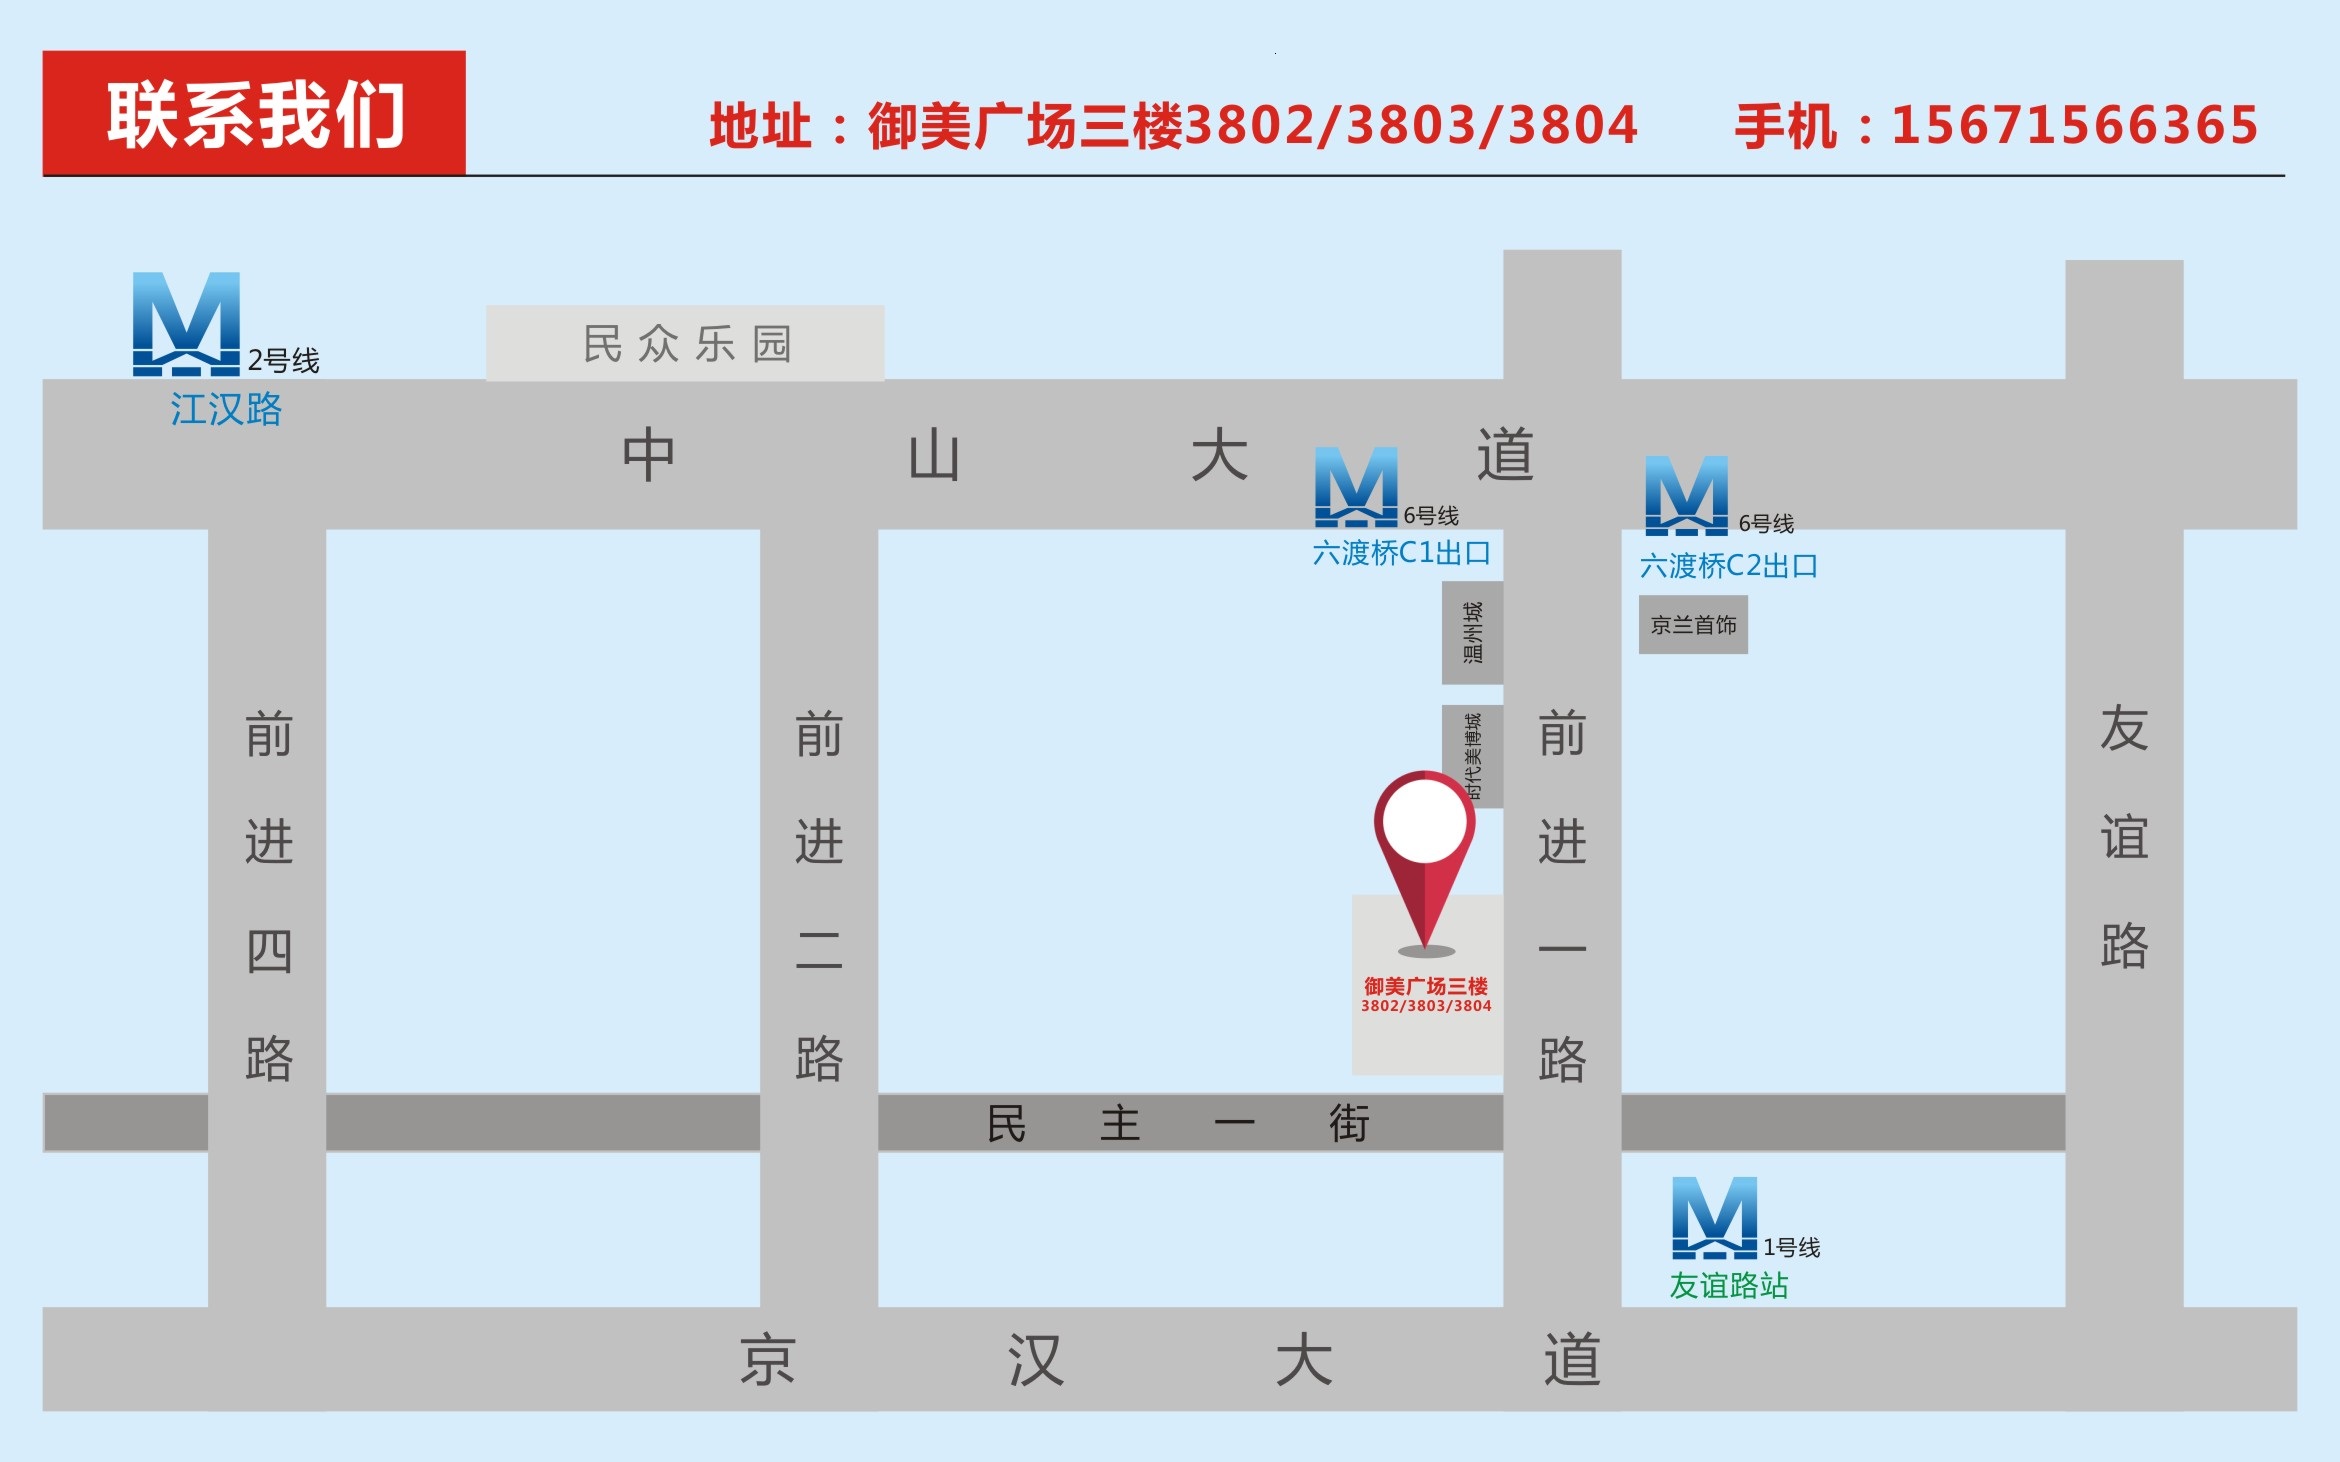 联系我们
地址：御美广场三楼3802/3803/3804 手机：15671566365
2号线
江汉路
民众乐园
中山大道
6号线
六渡桥C1出口
6号线
六渡桥C2出口
温州城
京兰首饰
时代美博城
前进四路
前进二路
前进一路
友谊路
御美广场三楼
3802/3803/3804
民主一街
1号线
友谊路站
京汉大道